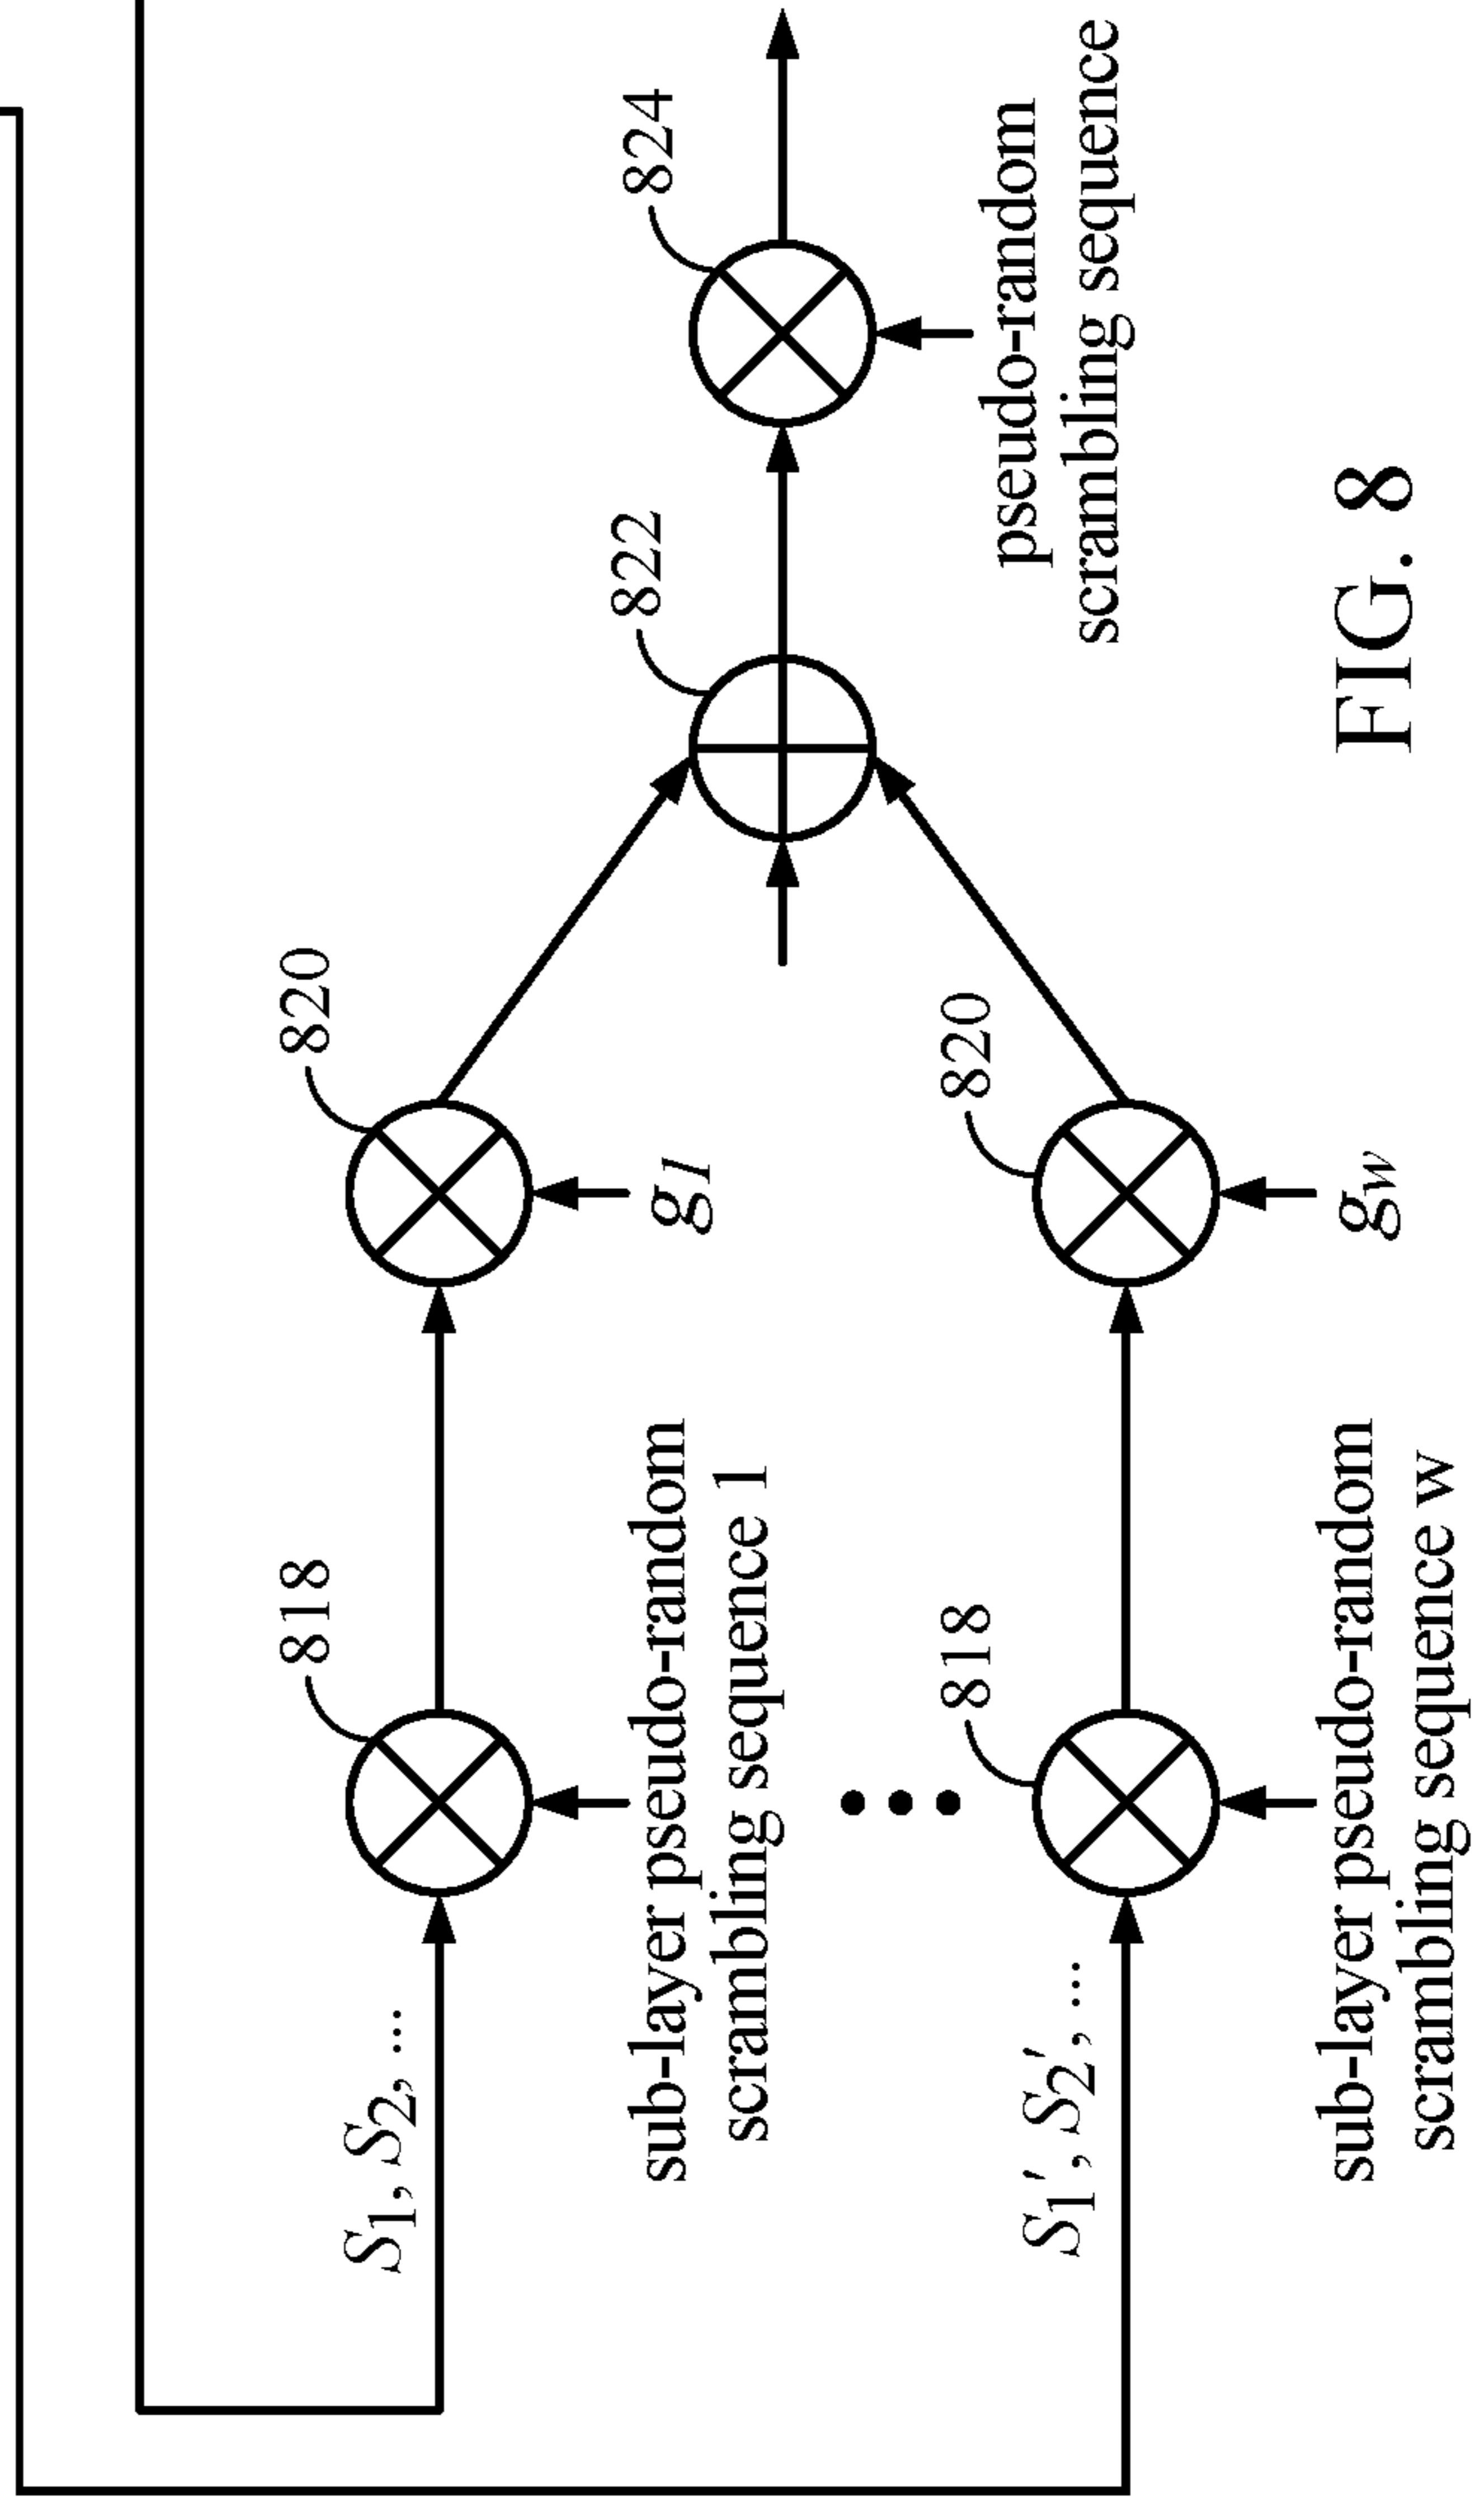 S1, S2, ...
818
820
sub-layer pseudo-random
scrambling sequence 1
g1
822
824
pseudo-random
scrambling sequence
S1′, S2′, ...
818
820
sub-layer pseudo-random
scrambling sequence w
gw
FIG. 8